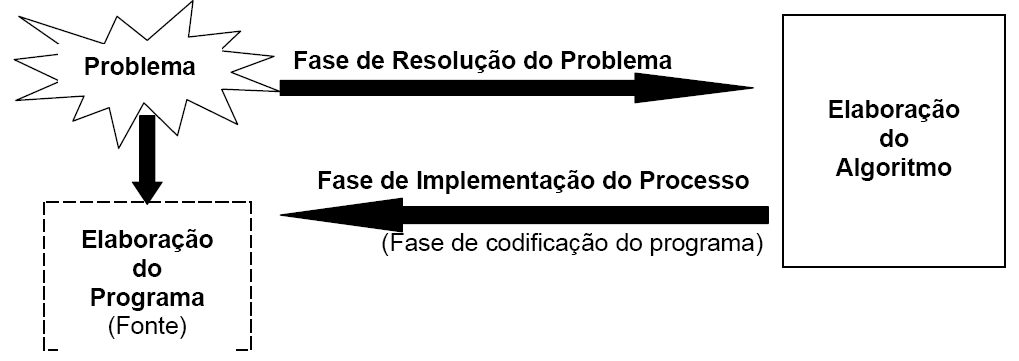 Problema
Fase de Resolução do Problema
Elaboração
do
Algoritmo
Fase de Implementação do Processo
(Fase de codificação do programa)
Elaboração
do
Programa
(Fonte)